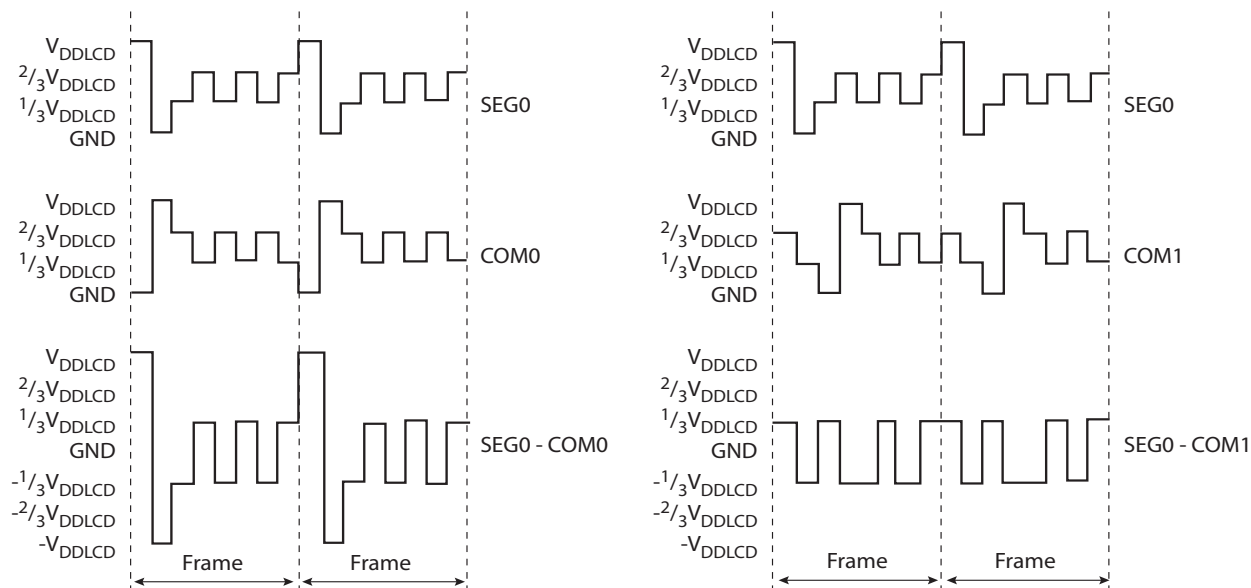 V_DDLCD
²/₃V_DDLCD
¹/₃V_DDLCD
GND
SEG0
V_DDLCD
²/₃V_DDLCD
¹/₃V_DDLCD
GND
COM0
V_DDLCD
²/₃V_DDLCD
¹/₃V_DDLCD
GND
-¹/₃V_DDLCD
-²/₃V_DDLCD
-V_DDLCD
SEG0 - COM0
Frame
Frame
V_DDLCD
²/₃V_DDLCD
¹/₃V_DDLCD
GND
SEG0
V_DDLCD
²/₃V_DDLCD
¹/₃V_DDLCD
GND
COM1
V_DDLCD
²/₃V_DDLCD
¹/₃V_DDLCD
GND
-¹/₃V_DDLCD
-²/₃V_DDLCD
-V_DDLCD
SEG0 - COM1
Frame
Frame